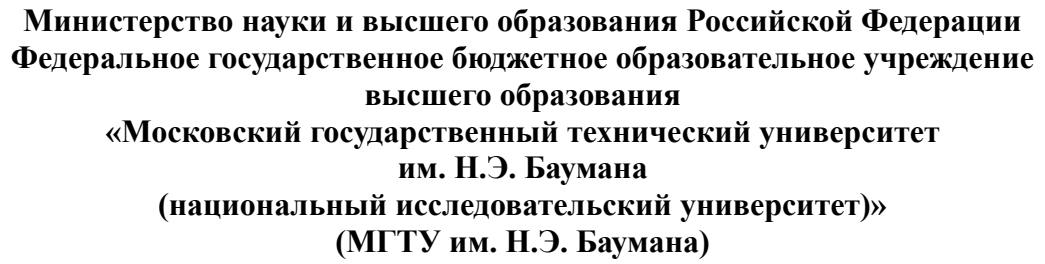 Министерство науки и высшего образования Российской Федерации
Федеральное государственное бюджетное образовательное учреждение
высшего образования
«Московский государственный технический университет
им. Н.Э. Баумана
(национальный исследовательский университет)»
(МГТУ им. Н.Э. Баумана)